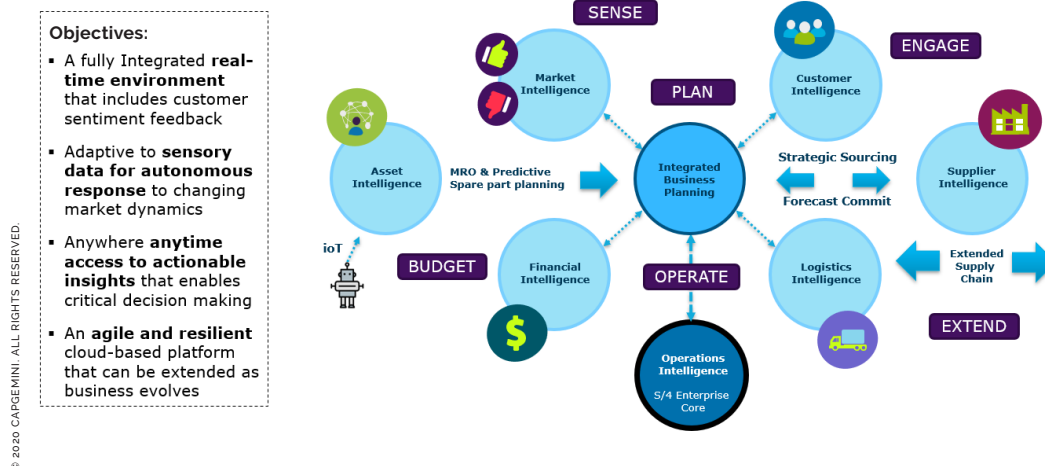 Objectives:
▪ A fully Integrated real-
time environment
that includes customer
sentiment feedback
▪ Adaptive to sensory
data for autonomous
response to changing
market dynamics
▪ Anywhere anytime
access to actionable
insights that enables
critical decision making
▪ An agile and resilient
cloud-based platform
that can be extended as
business evolves
© 2020 CAPGEMINI. ALL RIGHTS RESERVED.
SENSE
ENGAGE
PLAN
Market
Intelligence
Customer
Intelligence
Asset
Intelligence
MRO & Predictive
Spare part planning
Integrated
Business
Planning
Strategic Sourcing
Forecast Commit
Supplier
Intelligence
ioT
BUDGET
Financial
Intelligence
$
OPERATE
Logistics
Intelligence
Extended
Supply
Chain
EXTEND
Operations
Intelligence
S/4 Enterprise
Core